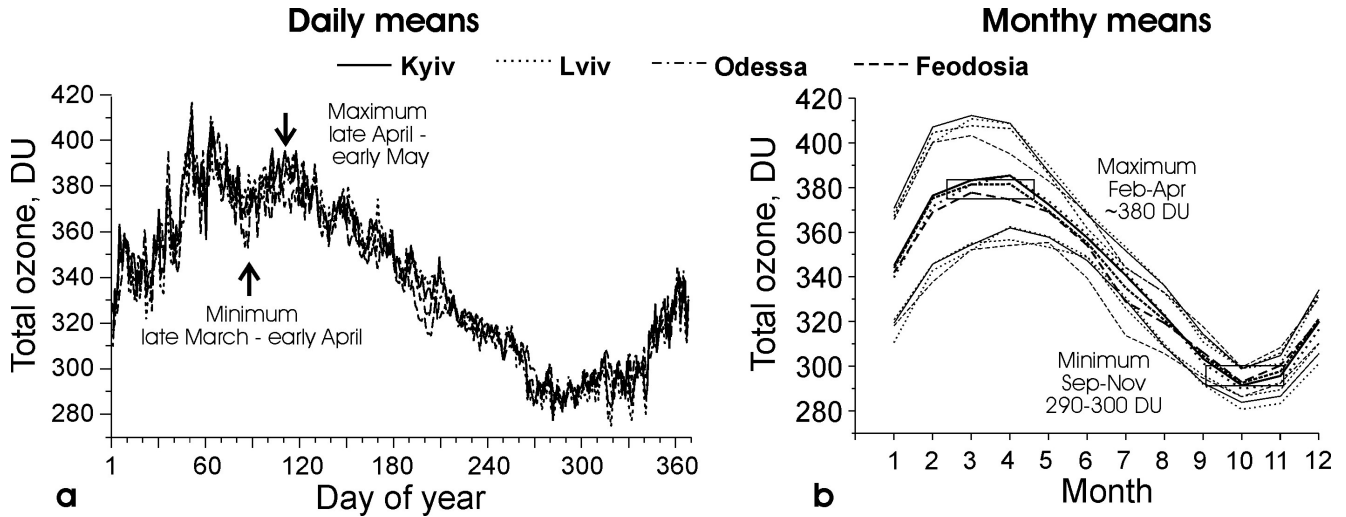 Daily means
Monthy means
Kyiv Lviv Odessa Feodosia
Total ozone, DU
420
400
380
360
340
320
300
280
Maximum
late April -
early May
Minimum
late March - early April
1 60 120 180 240 300 360
Day of year
a
Total ozone, DU
420
400
380
360
340
320
300
280
Maximum
Feb-Apr
~380 DU
Minimum
Sep-Nov
290-300 DU
1 2 3 4 5 6 7 8 9 10 11 12
Month
b